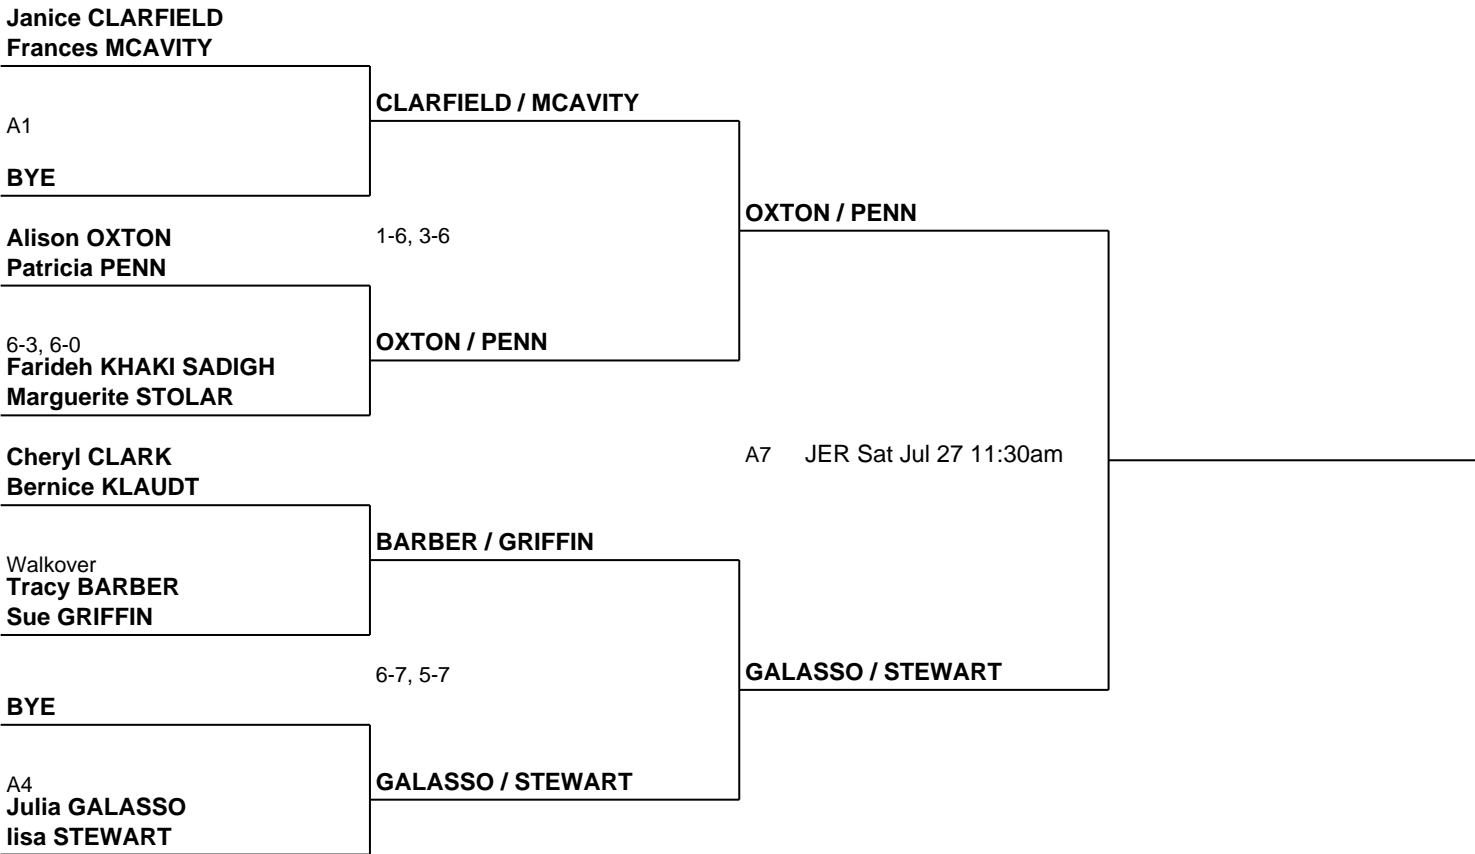 Janice CLARFIELD
Frances MCAVITY
CLARFIELD / MCAVITY
A1
BYE
OXTON / PENN
Alison OXTON
1-6, 3-6
Patricia PENN
6-3, 6-0
OXTON / PENN
Farideh KHAKI SADIGH
Marguerite STOLAR
Cheryl CLARK
A7 JER Sat Jul 27 11:30am
Bernice KLAUDT
BARBER / GRIFFIN
Walkover
Tracy BARBER
Sue GRIFFIN
6-7, 5-7
GALASSO / STEWART
BYE
A4
GALASSO / STEWART
Julia GALASSO
lisa STEWART